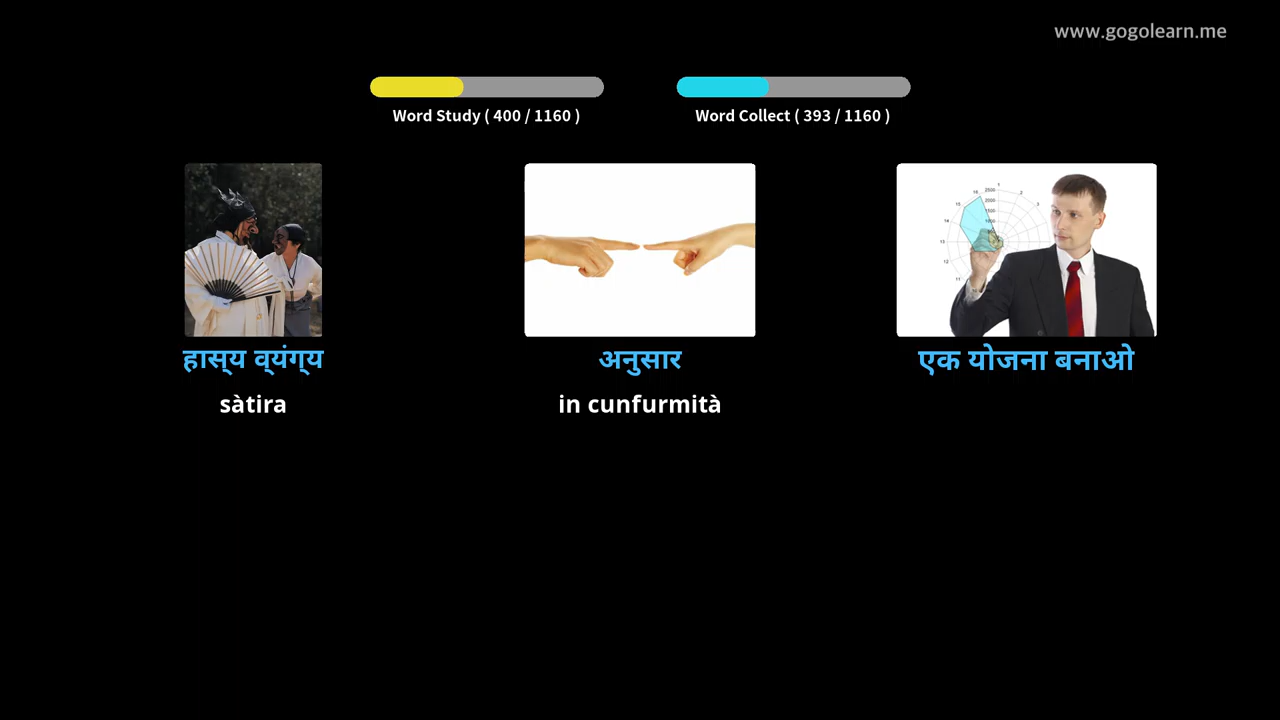 www.gogolearn.me
Word Study ( 400 / 1160 )
Word Collect ( 393 / 1160 )
हास्य व्यंग्य
sàtira
अनुसार
in cunfurmità
एक योजना बनाओ